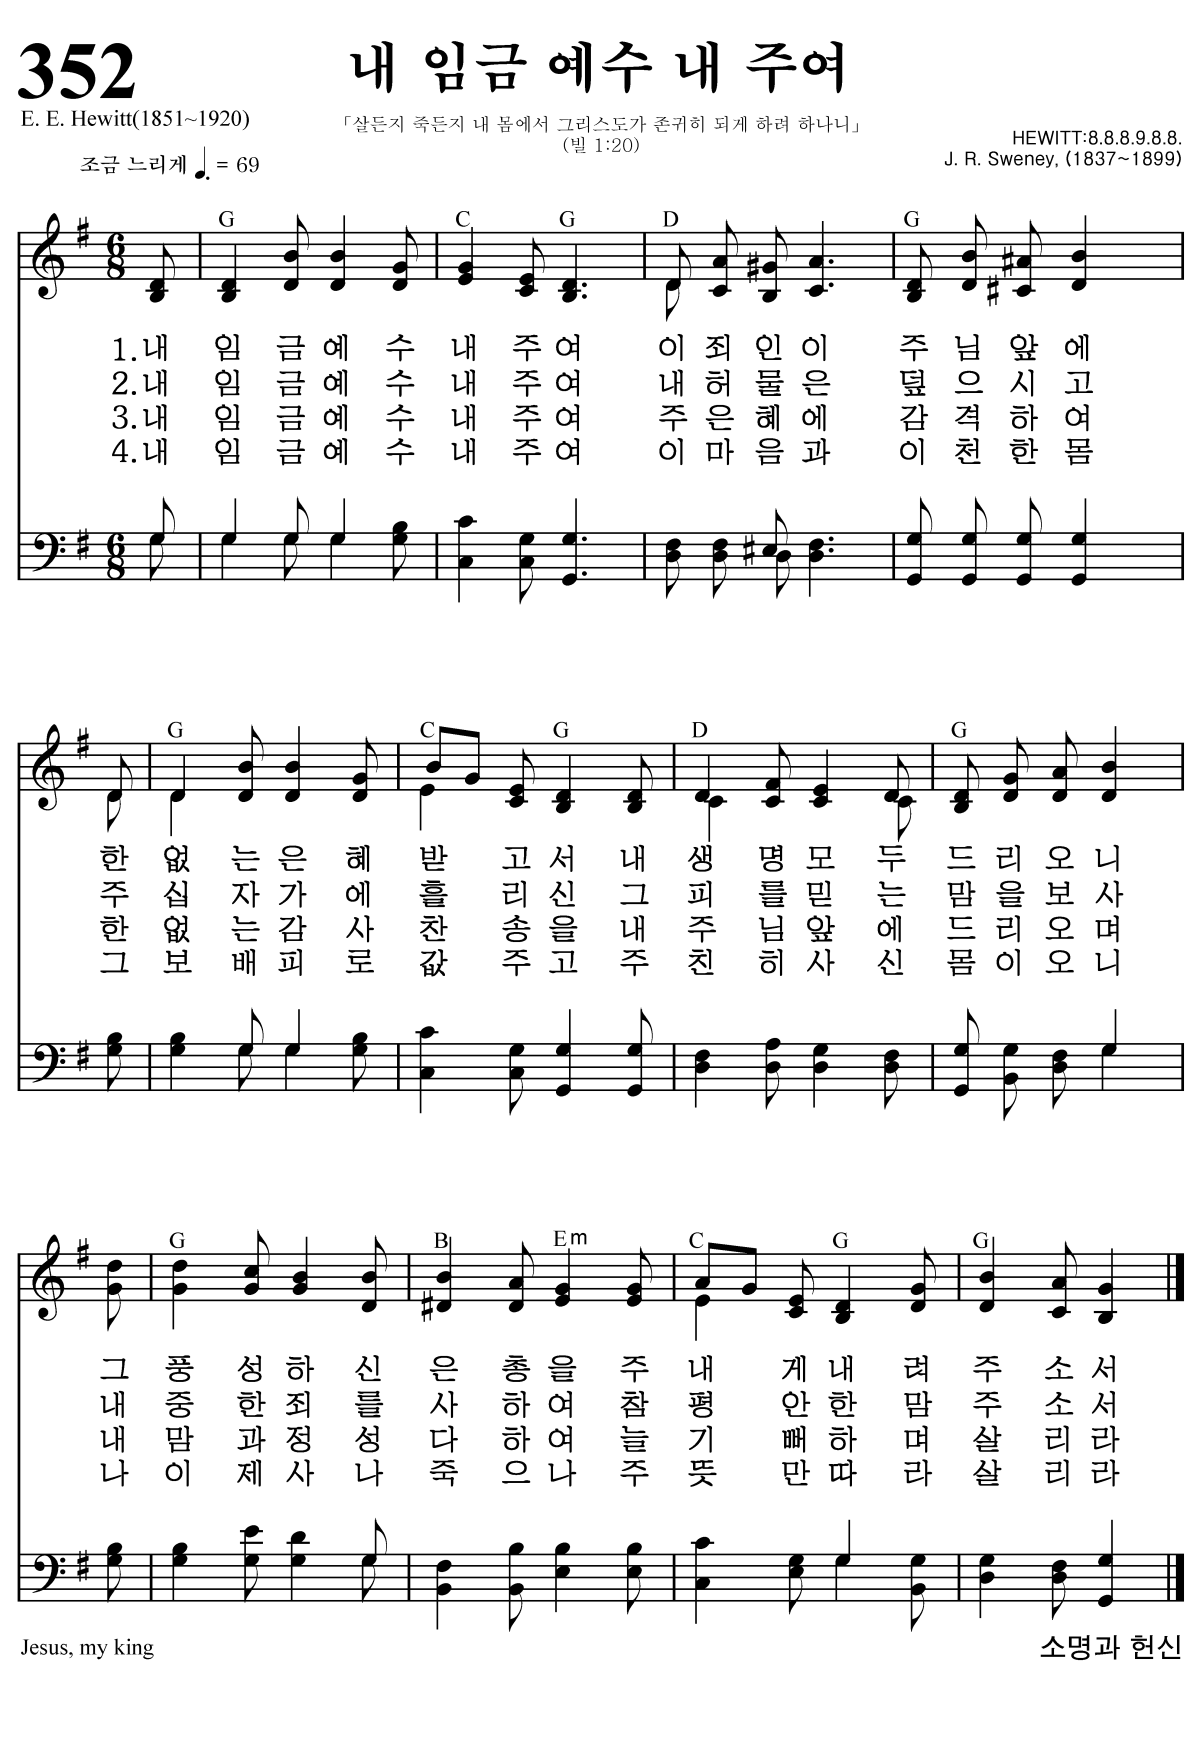 352
내 임금 예수 내 주여
E. E. Hewitt(1851~1920)
「살든지 죽든지 내 몸에서 그리스도가 존귀히 되게 하려 하나니」
(빌 1:20)
HEWITT:8.8.8.9.8.8.
J. R. Sweney, (1837~1899)
조금 느리게 ♩. = 69
G C G D G
6 8
1.내 임 금 예 수 내 주 여 이 죄 인 이 주 님 앞 에
2.내 임 금 예 수 내 주 여 내 허 물 은 덮 으 시 고
3.내 임 금 예 수 내 주 여 주 은 혜 에 감 격 하 여
4.내 임 금 예 수 내 주 여 이 마 음 과 이 천 한 몸
6 8
G C G D G
한 없 는 은 혜 받 고 서 내 생 명 모 두 드 리 오 니
주 십 자 가 에 흘 리 신 그 피 를 믿 는 맘 을 보 사
한 없 는 감 사 찬 송 을 내 주 님 앞 에 드 리 오 며
그 보 배 피 로 값 주 고 주 친 히 사 신 몸 이 오 니
G B Em C G G
그 풍 성 하 신 은 총 을 주 내 게 내 려 주 소 서
내 중 한 죄 를 사 하 여 참 평 안 한 맘 주 소 서
내 맘 과 정 성 다 하 여 늘 기 뻐 하 며 살 리 라
나 이 제 사 나 죽 으 나 주 뜻 만 따 라 살 리 라
Jesus, my king
소명과 헌신